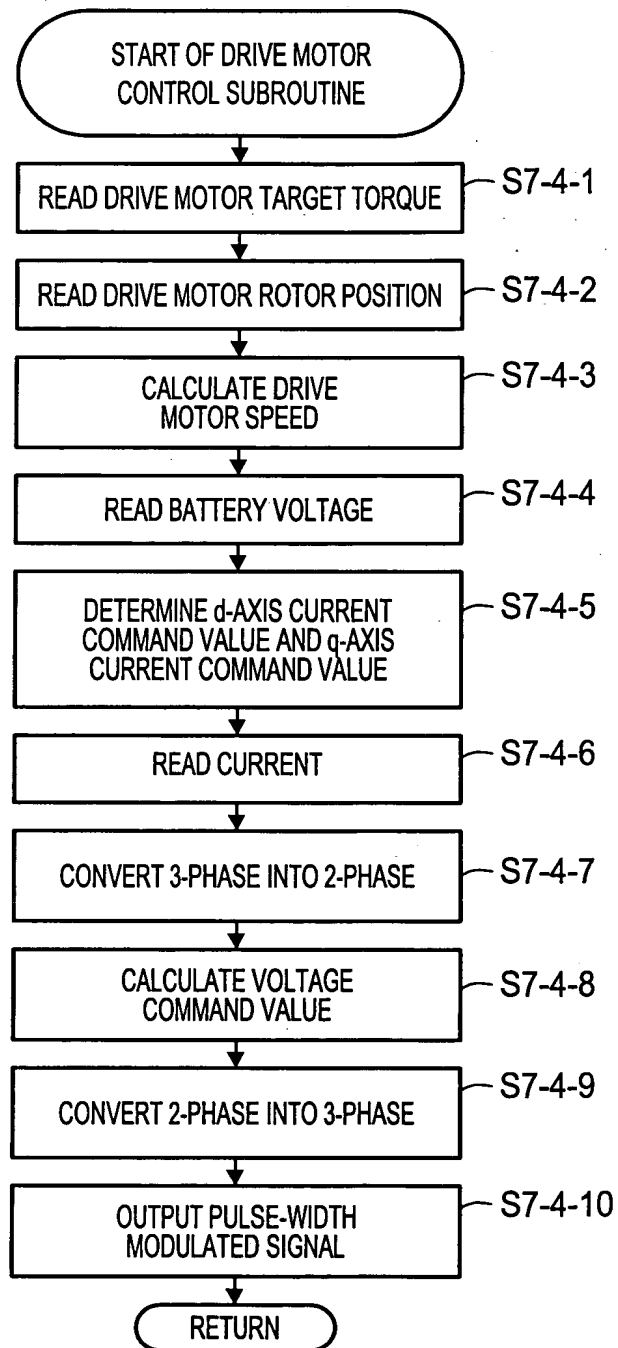 START OF DRIVE MOTOR
CONTROL SUBROUTINE
READ DRIVE MOTOR TARGET TORQUE
S7-4-1
READ DRIVE MOTOR ROTOR POSITION
S7-4-2
CALCULATE DRIVE
MOTOR SPEED
S7-4-3
READ BATTERY VOLTAGE
S7-4-4
DETERMINE d-AXIS CURRENT
COMMAND VALUE AND q-AXIS
CURRENT COMMAND VALUE
S7-4-5
READ CURRENT
S7-4-6
CONVERT 3-PHASE INTO 2-PHASE
S7-4-7
CALCULATE VOLTAGE
COMMAND VALUE
S7-4-8
CONVERT 2-PHASE INTO 3-PHASE
S7-4-9
OUTPUT PULSE-WIDTH
MODULATED SIGNAL
S7-4-10
RETURN